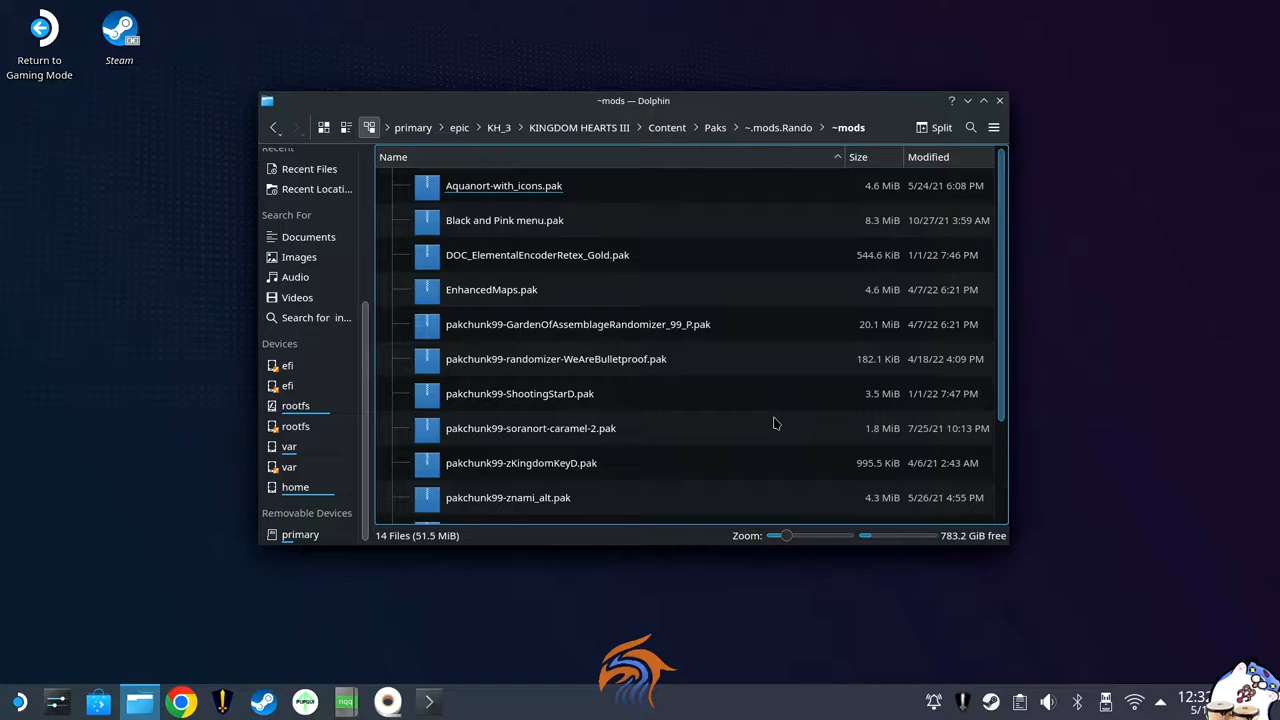 Return to
Gaming Mode
Steam
~mods — Dolphin
primary
epic
KH_3
KINGDOM HEARTS III
Content
Paks
~.mods.Rando
~mods
Split
Recent
Recent Files
Recent Locati...
Search For
Documents
Images
Audio
Videos
Search for in...
Devices
efi
efi
rootfs
rootfs
var
var
home
Removable Devices
primary
Name Size Modified
Aquanort-with_icons.pak 4.6 MiB 5/24/21 6:08 PM
Black and Pink menu.pak 8.3 MiB 10/27/21 3:59 AM
DOC_ElementalEncoderRetex_Gold.pak 544.6 KiB 1/1/22 7:46 PM
EnhancedMaps.pak 4.6 MiB 4/7/22 6:21 PM
pakchunk99-GardenOfAssemblageRandomizer_99_P.pak 20.1 MiB 4/7/22 6:21 PM
pakchunk99-randomizer-WeAreBulletproof.pak 182.1 KiB 4/18/22 4:09 PM
pakchunk99-ShootingStarD.pak 3.5 MiB 1/1/22 7:47 PM
pakchunk99-soranort-caramel-2.pak 1.8 MiB 7/25/21 10:13 PM
pakchunk99-zKingdomKeyD.pak 995.5 KiB 4/6/21 2:43 AM
pakchunk99-znami_alt.pak 4.3 MiB 5/26/21 4:55 PM
14 Files (51.5 MiB) Zoom: 783.2 GiB free
PUPGUI
nqq
12:32
5/1